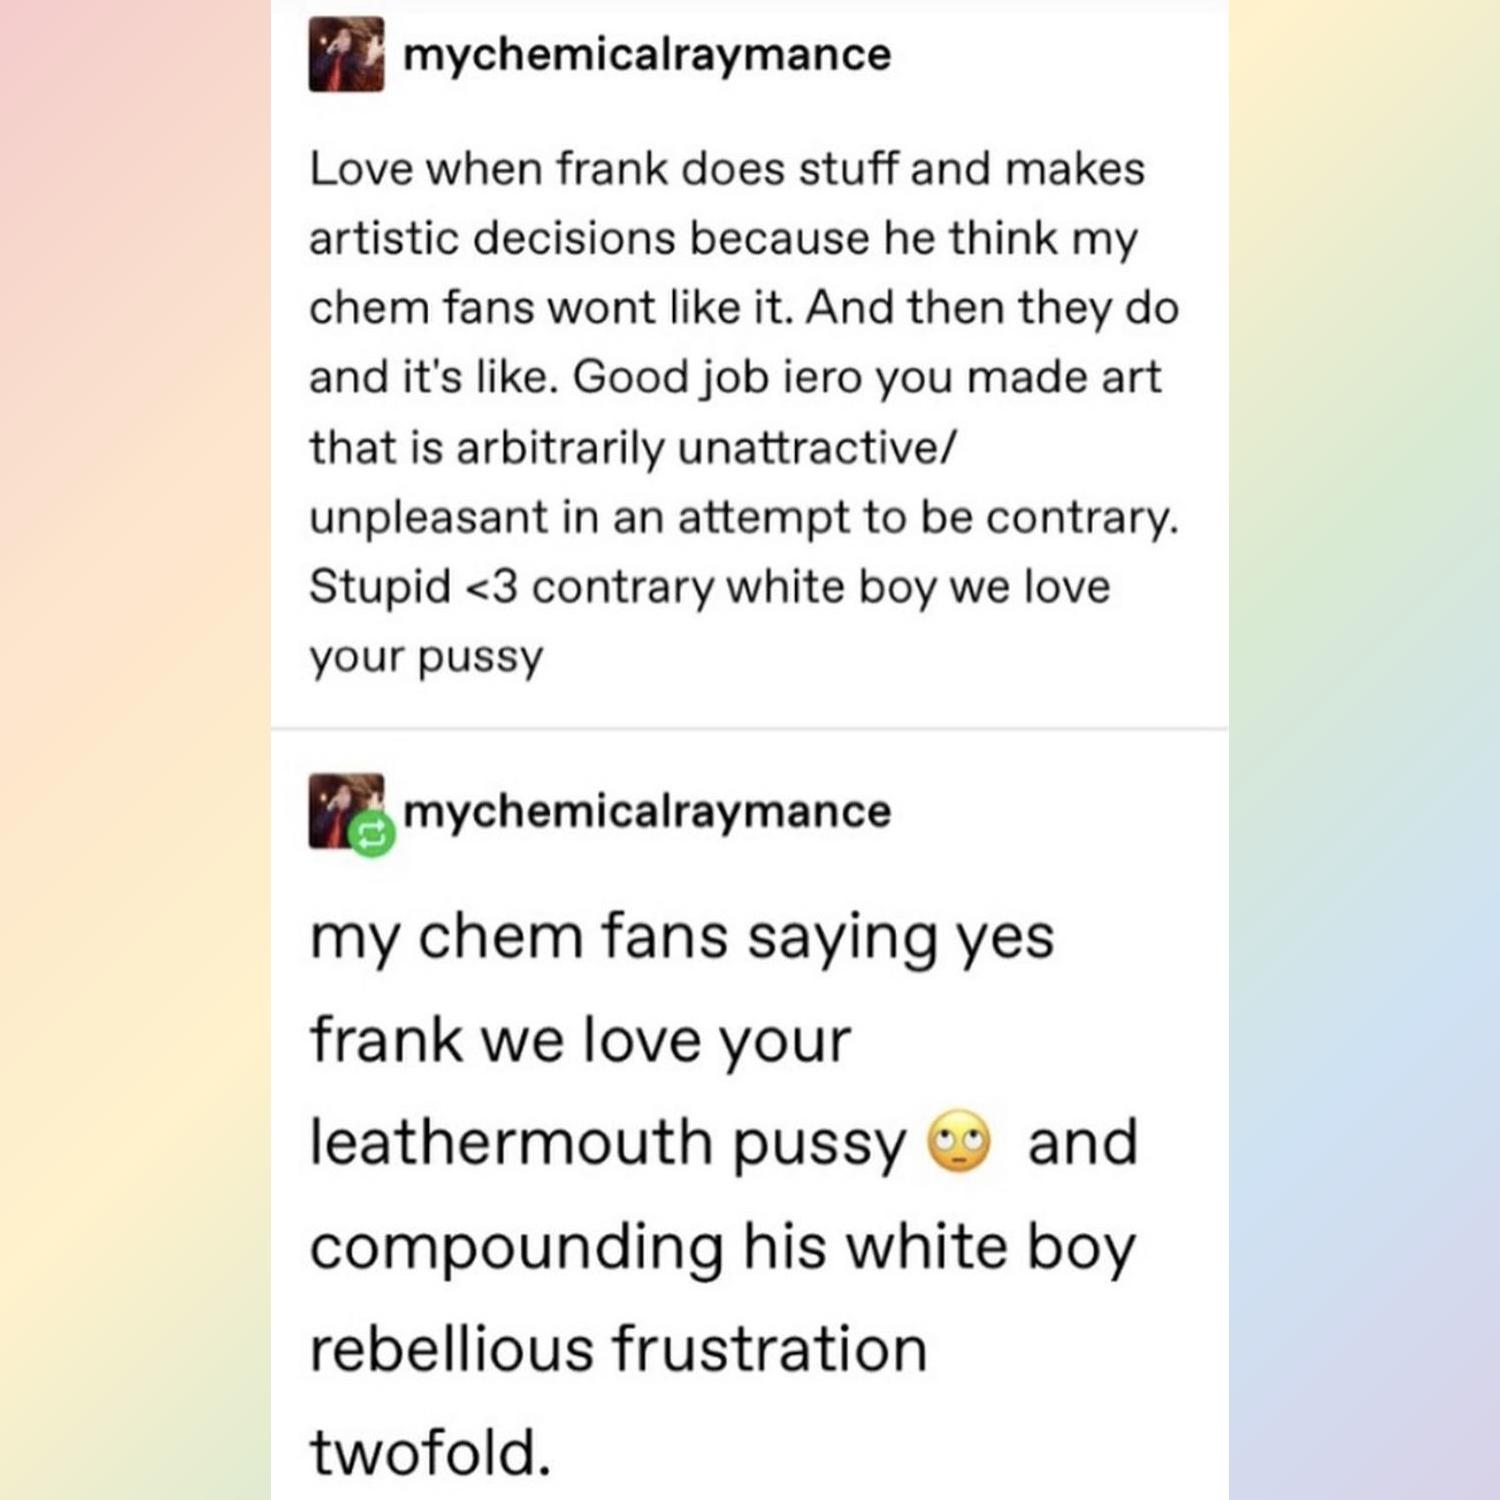 mychemicalraymance
Love when frank does stuff and makes
artistic decisions because he think my
chem fans wont like it. And then they do
and it's like. Good job iero you made art
that is arbitrarily unattractive/
unpleasant in an attempt to be contrary.
Stupid <3 contrary white boy we love
your pussy
mychemicalraymance
my chem fans saying yes
frank we love your
leathermouth pussy 🙄 and
compounding his white boy
rebellious frustration
twofold.